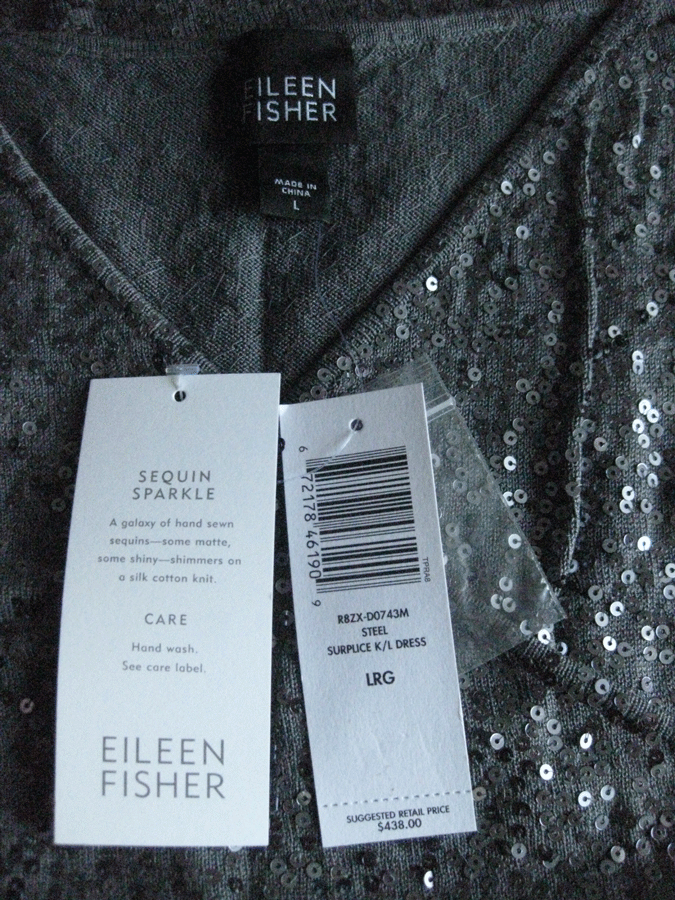 EILEEN
FISHER
MADE IN
CHINA
L
SEQUIN
SPARKLE
A galaxy of hand sewn
sequins—some matte,
some shiny—shimmers on
a silk cotton knit.
CARE
Hand wash.
See care label.
EILEEN
FISHER
6 72178 46190 9
TPRAB
R8ZX-D0743M
STEEL
SURPLICE K/L DRESS
LRG
SUGGESTED RETAIL PRICE
$438.00